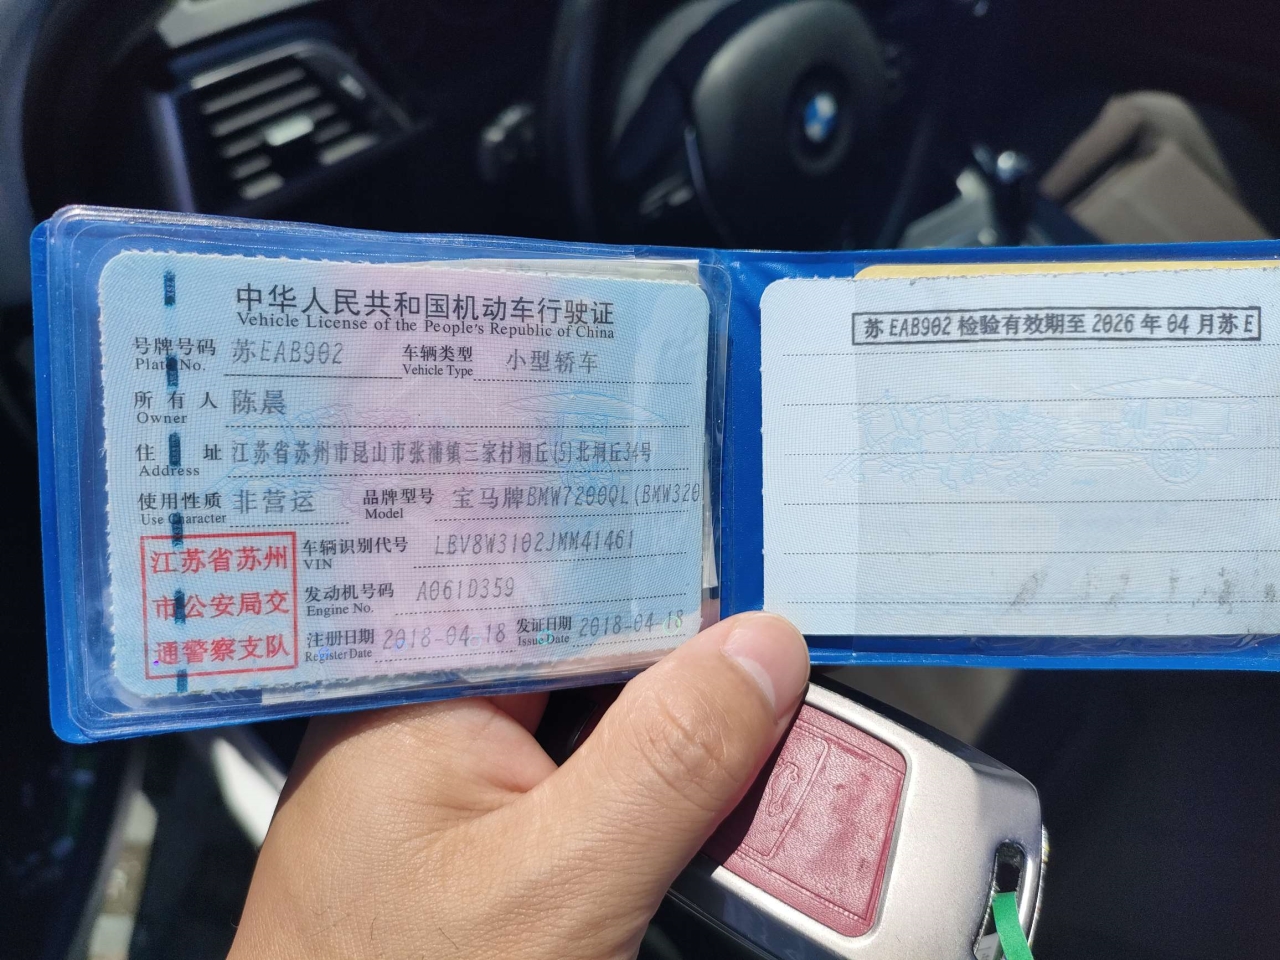 中华人民共和国机动车行驶证
Vehicle License of the People's Republic of China
号牌号码 苏EAB902 车辆类型 小型轿车
Plate No. Vehicle Type
所有人 陈晨
Owner
住址 江苏省苏州市昆山市张浦镇三家村垌丘(5)北垌丘34号
Address
使用性质 非营运 品牌型号 宝马牌BMW7200QL(BMW320
Use Character Model
江苏省苏州
市公安局交
通警察支队
车辆识别代号 LBV8W3102JMM41461
VIN
发动机号码 A061D359
Engine No.
注册日期 2018-04-18 发证日期 2018-04-18
Register Date Issue Date
苏EAB902检验有效期至2026年04月苏E